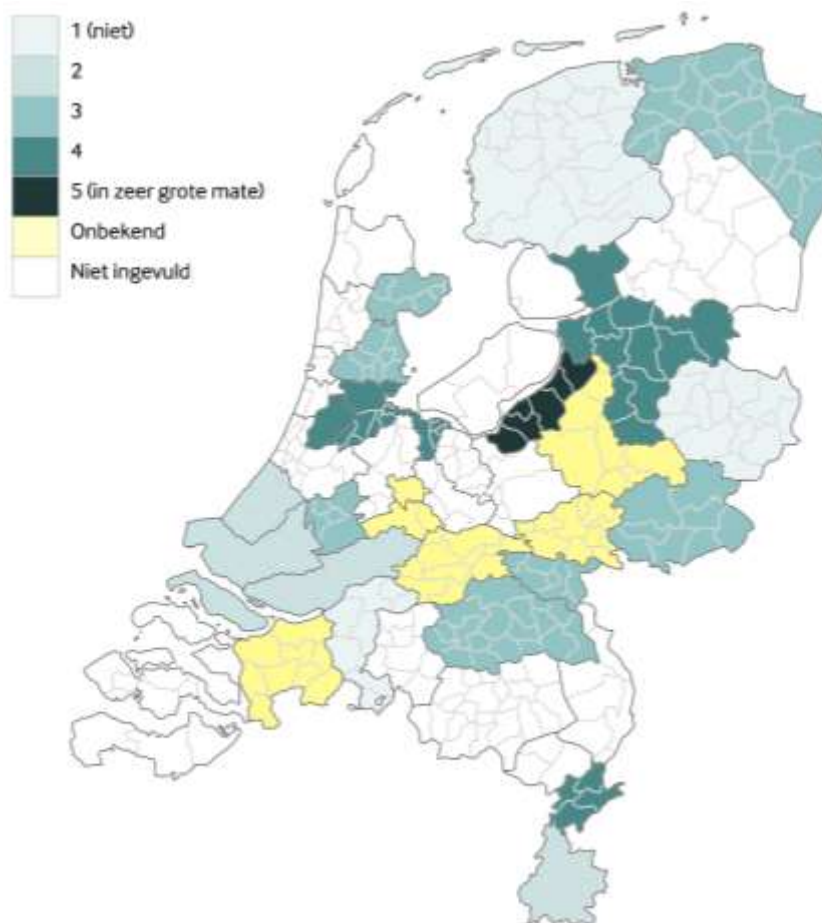 1 (niet)
2
3
4
5 (in zeer grote mate)
Onbekend
Niet ingevuld